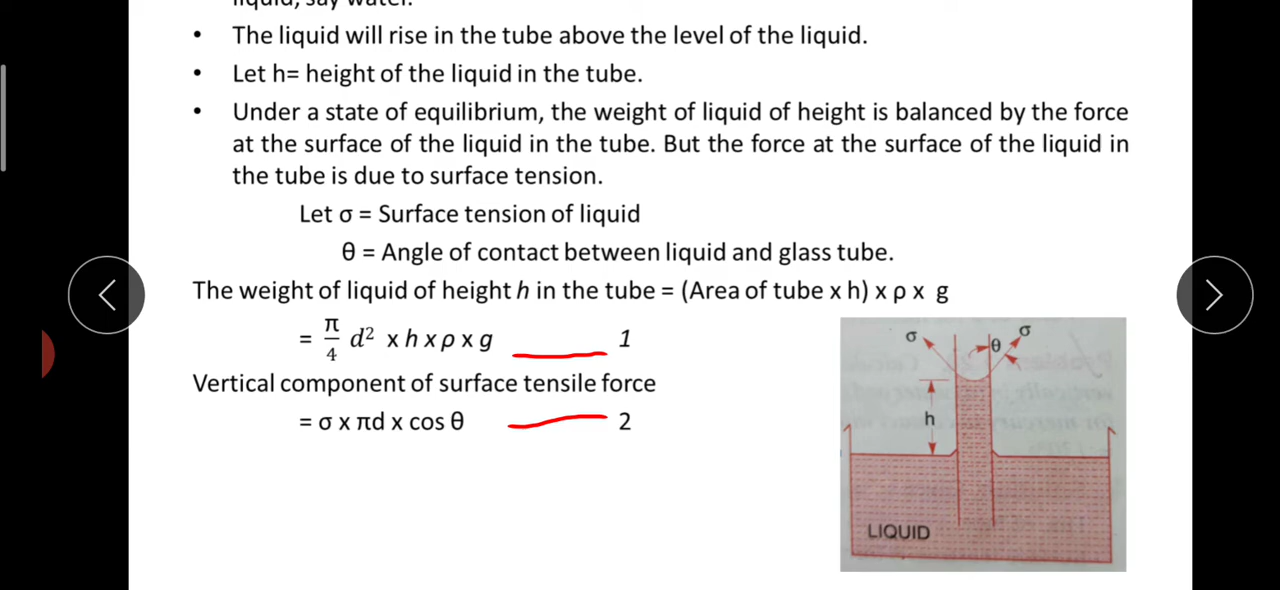 liquid, say water.
• The liquid will rise in the tube above the level of the liquid.
• Let h= height of the liquid in the tube.
• Under a state of equilibrium, the weight of liquid of height is balanced by the force
at the surface of the liquid in the tube. But the force at the surface of the liquid in
the tube is due to surface tension.
Let σ = Surface tension of liquid
θ = Angle of contact between liquid and glass tube.
The weight of liquid of height h in the tube = (Area of tube x h) x ρ x g
= π/4 d² x h x ρ x g 1
Vertical component of surface tensile force
= σ x πd x cos θ 2
σ θ σ
h
LIQUID